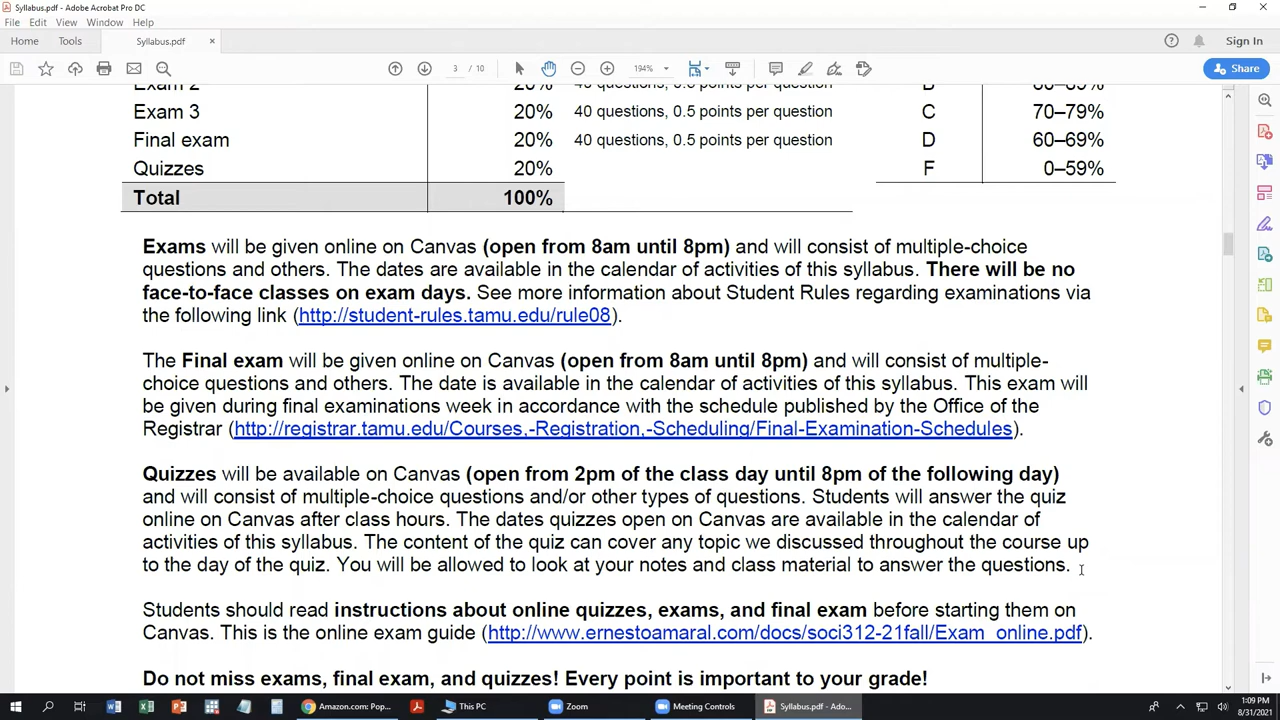 Syllabus.pdf - Adobe Acrobat Pro DC
File Edit View Window Help
Home Tools Syllabus.pdf × Sign In
3 / 10 194% Share
Exam 2 20% 40 questions, 0.5 points per question B 80–89%
Exam 3 20% 40 questions, 0.5 points per question C 70–79%
Final exam 20% 40 questions, 0.5 points per question D 60–69%
Quizzes 20% F 0–59%
Total 100%
Exams will be given online on Canvas (open from 8am until 8pm) and will consist of multiple-choice
questions and others. The dates are available in the calendar of activities of this syllabus. There will be no
face-to-face classes on exam days. See more information about Student Rules regarding examinations via
the following link (http://student-rules.tamu.edu/rule08).
The Final exam will be given online on Canvas (open from 8am until 8pm) and will consist of multiple-
choice questions and others. The date is available in the calendar of activities of this syllabus. This exam will
be given during final examinations week in accordance with the schedule published by the Office of the
Registrar (http://registrar.tamu.edu/Courses,-Registration,-Scheduling/Final-Examination-Schedules).
Quizzes will be available on Canvas (open from 2pm of the class day until 8pm of the following day)
and will consist of multiple-choice questions and/or other types of questions. Students will answer the quiz
online on Canvas after class hours. The dates quizzes open on Canvas are available in the calendar of
activities of this syllabus. The content of the quiz can cover any topic we discussed throughout the course up
to the day of the quiz. You will be allowed to look at your notes and class material to answer the questions.
Students should read instructions about online quizzes, exams, and final exam before starting them on
Canvas. This is the online exam guide (http://www.ernestoamaral.com/docs/soci312-21fall/Exam_online.pdf).
Do not miss exams, final exam, and quizzes! Every point is important to your grade!
Amazon.com: Pop... This PC Zoom Meeting Controls Syllabus.pdf - Ado... 1:09 PM
8/31/2021